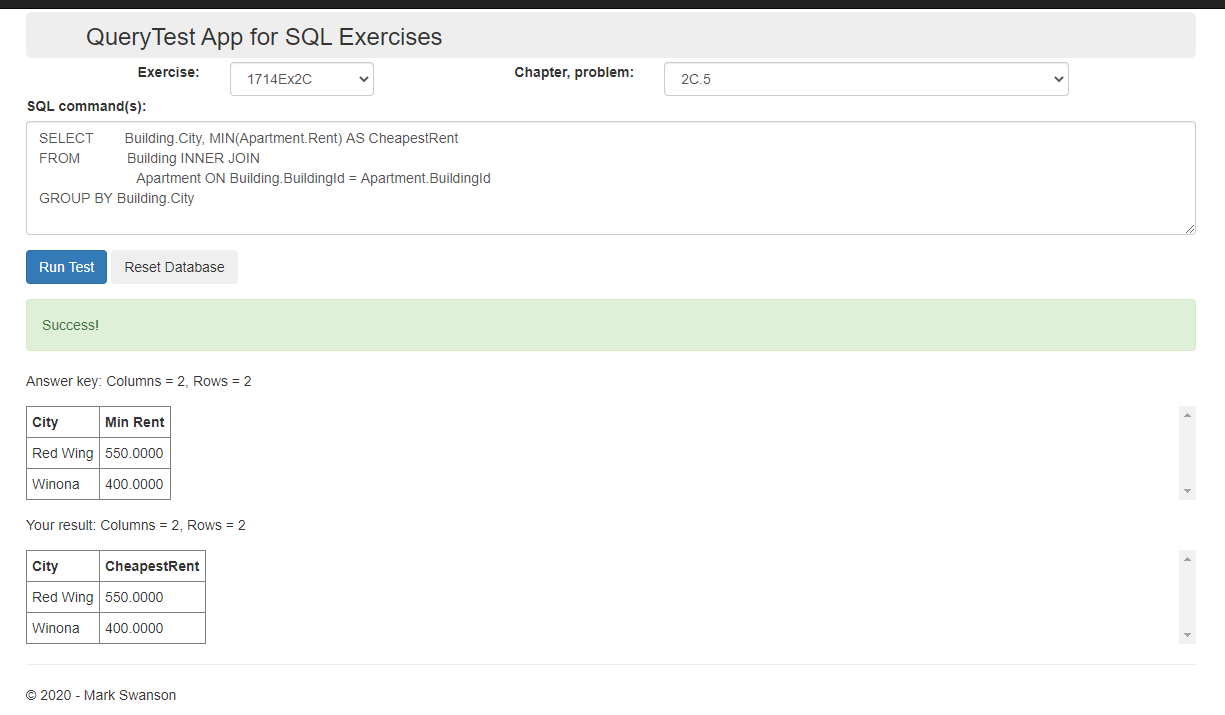 QueryTest App for SQL Exercises
Exercise: 1714Ex2C Chapter, problem: 2C.5
SQL command(s):
SELECT Building.City, MIN(Apartment.Rent) AS CheapestRent
FROM Building INNER JOIN
Apartment ON Building.BuildingId = Apartment.BuildingId
GROUP BY Building.City
Run Test Reset Database
Success!
Answer key: Columns = 2, Rows = 2
City Min Rent
Red Wing 550.0000
Winona 400.0000
Your result: Columns = 2, Rows = 2
City CheapestRent
Red Wing 550.0000
Winona 400.0000
© 2020 - Mark Swanson